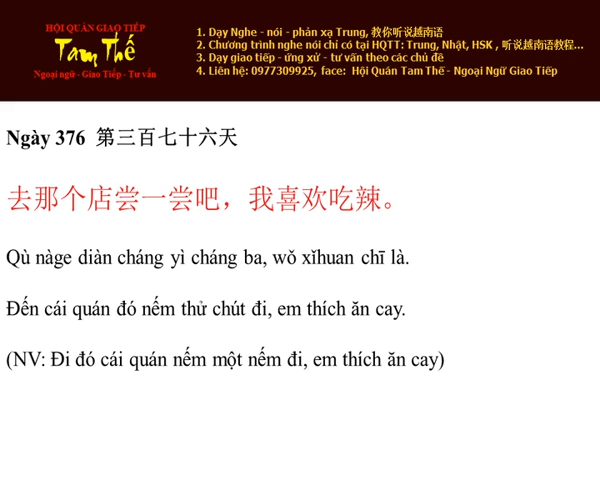 HỘI QUÁN GIAO TIẾP
Tam Thế
Ngoại ngữ - Giao Tiếp - Tư vấn
1. Dạy Nghe - nói - phản xạ Trung, 教你听说越南语
2. Chương trình nghe nói chỉ có tại HQTT: Trung, Nhật, HSK , 听说越南语教程...
3. Dạy giao tiếp - ứng xử - tư vấn theo các chủ đề
4. Liên hệ: 0977309925, face: Hội Quán Tam Thế - Ngoại Ngữ Giao Tiếp
Ngày 376 第三百七十六天
去那个店尝一尝吧，我喜欢吃辣。
Qù nàge diàn cháng yì cháng ba, wǒ xǐhuan chī là.
Đến cái quán đó nếm thử chút đi, em thích ăn cay.
(NV: Đi đó cái quán nếm một nếm đi, em thích ăn cay)